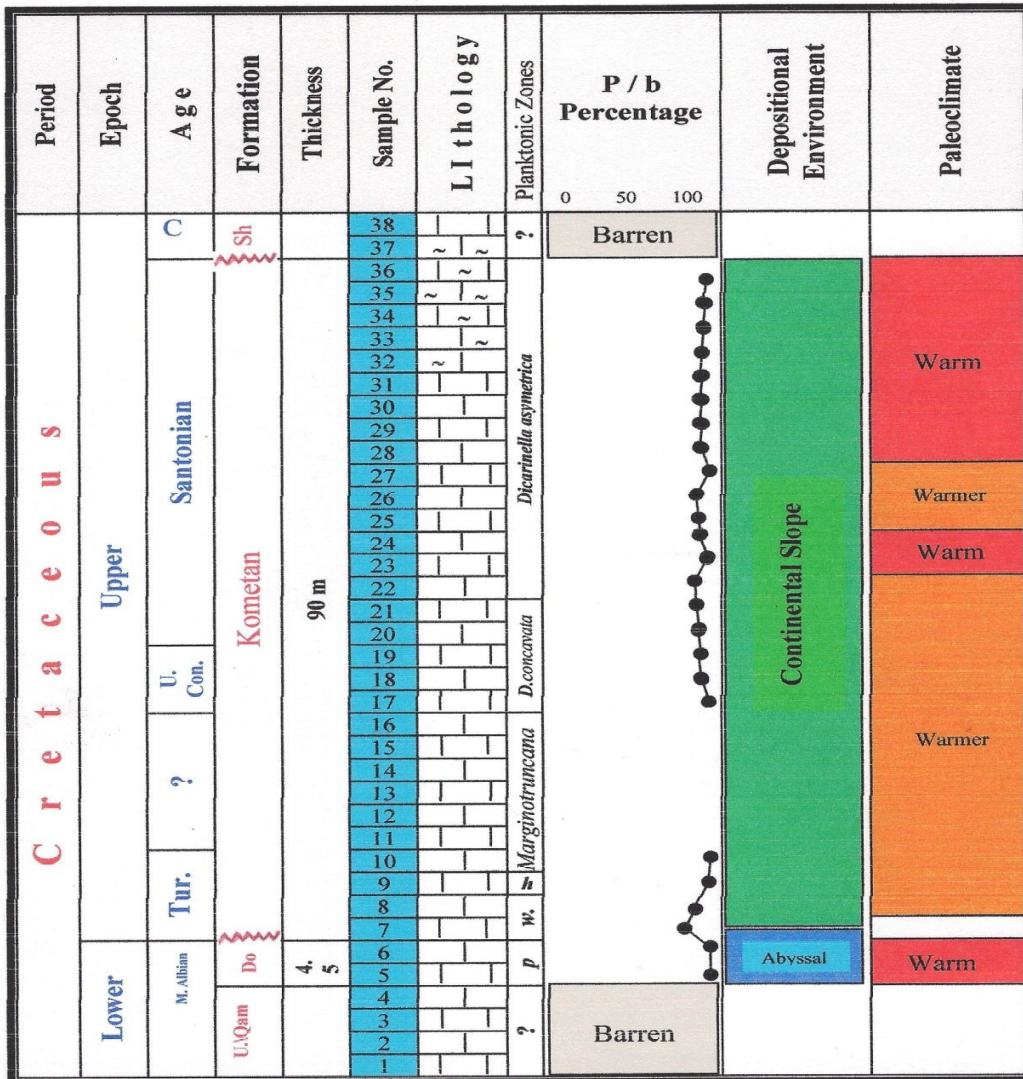 Period
Epoch
Age
Formation
Thickness
Sample No.
LIthology
Planktonic Zones
P / b
Percentage
0 50 100
Depositional
Environment
Paleoclimate
Cretaceous
Upper
Lower
C
Santonian
U.
Con.
?
Tur.
M. Albian
Sh
Kometan
Do
U.\Qam
90 m
4.
5
38
37
36
35
34
33
32
31
30
29
28
27
26
25
24
23
22
21
20
19
18
17
16
15
14
13
12
11
10
9
8
7
6
5
4
3
2
1
?
Dicarinella asymetrica
D.concavata
Marginotruncana
h
w.
p
?
Barren
Barren
Continental Slope
Abyssal
Warm
Warmer
Warm
Warmer
Warm